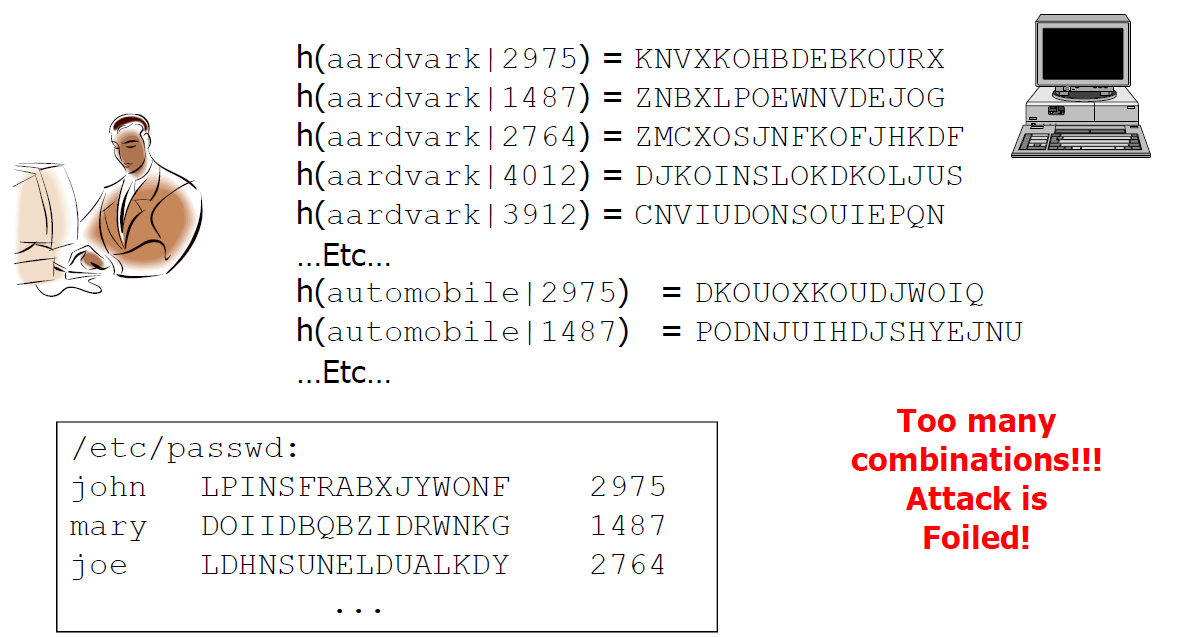 h(aardvark|2975) = KNVXKOHBDEBKOURX
h(aardvark|1487) = ZNBXLPOEWNVDEJOG
h(aardvark|2764) = ZMCXOSJNFKOFJHKDF
h(aardvark|4012) = DJKOINSLOKDKOLJUS
h(aardvark|3912) = CNVIUDONSOUIEPQN
…Etc…
h(automobile|2975) = DKOUOXKOUDJWOIQ
h(automobile|1487) = PODNJUIHDJSHYEJNU
…Etc…
/etc/passwd:
john LPINSFRABXJYWONF 2975
mary DOIIDBQBZIDRWNKG 1487
joe LDHNSUNELDUALKDY 2764
...
Too many
combinations!!!
Attack is
Foiled!